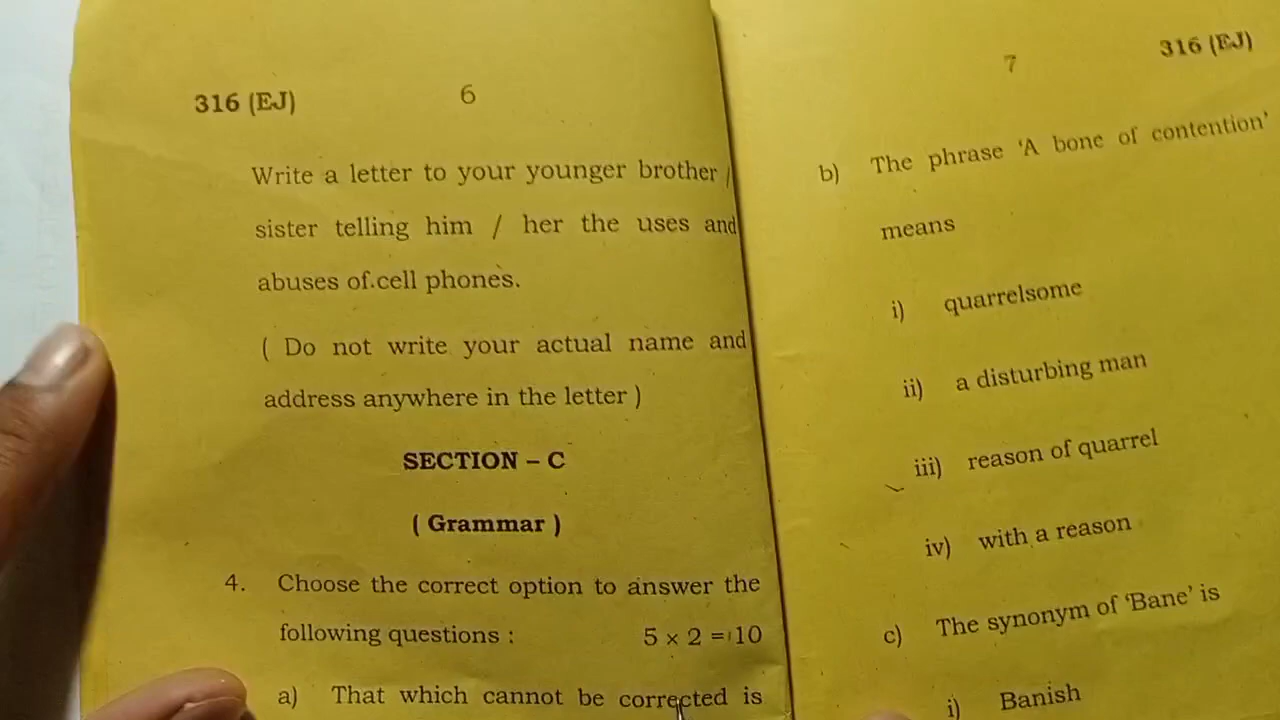 316 (EJ)
6
Write a letter to your younger brother /
sister telling him / her the uses and
abuses of cell phones.
( Do not write your actual name and
address anywhere in the letter )
SECTION – C
( Grammar )
4. Choose the correct option to answer the
following questions : 5 × 2 = 10
a) That which cannot be corrected is
7
316 (EJ)
b) The phrase ‘A bone of contention’
means
i) quarrelsome
ii) a disturbing man
iii) reason of quarrel
iv) with a reason
c) The synonym of ‘Bane’ is
i) Banish